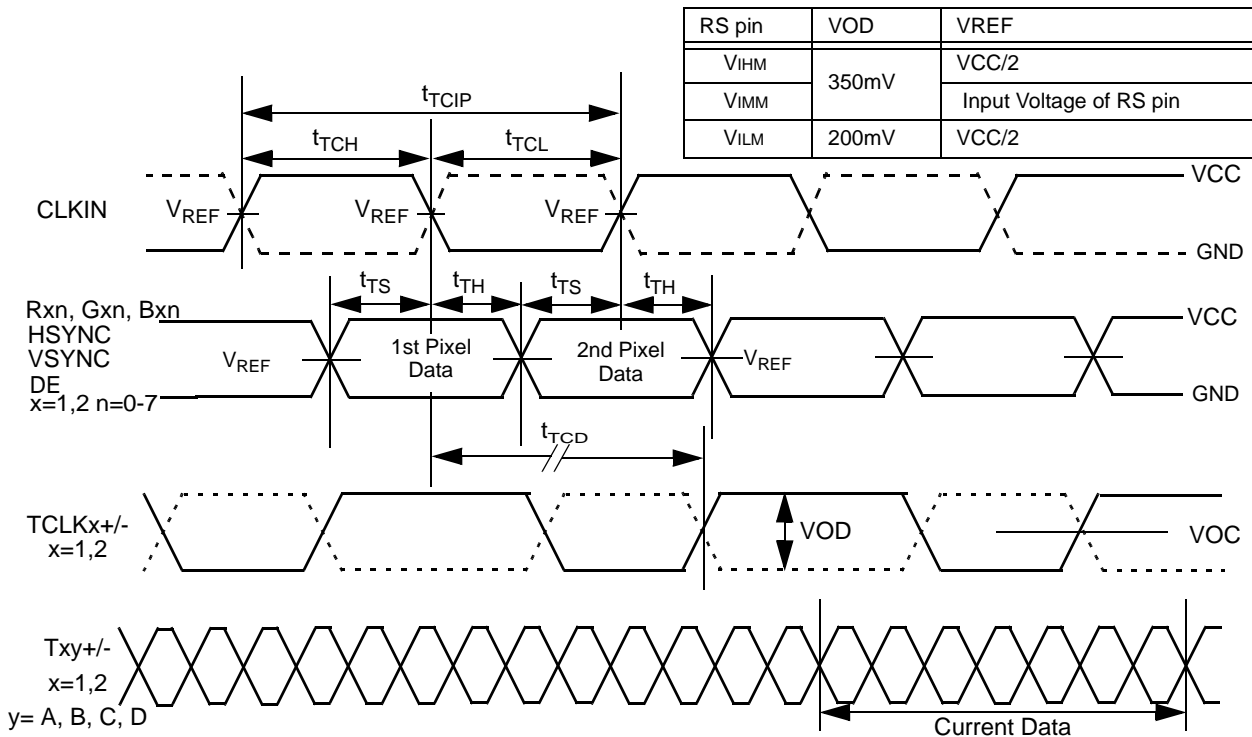 RS pin VOD VREF
VIHM 350mV VCC/2
VIMM Input Voltage of RS pin
VILM 200mV VCC/2
tTCIP
tTCH tTCL
CLKIN VREF VREF VREF VCC
GND
tTS tTH tTS tTH
Rxn, Gxn, Bxn
HSYNC
VSYNC
DE
x=1,2 n=0-7
VREF
1st Pixel
Data
2nd Pixel
Data
VREF
VCC
GND
tTCD
TCLKx+/-
x=1,2
VOD
VOC
Txy+/-
x=1,2
y= A, B, C, D
Current Data